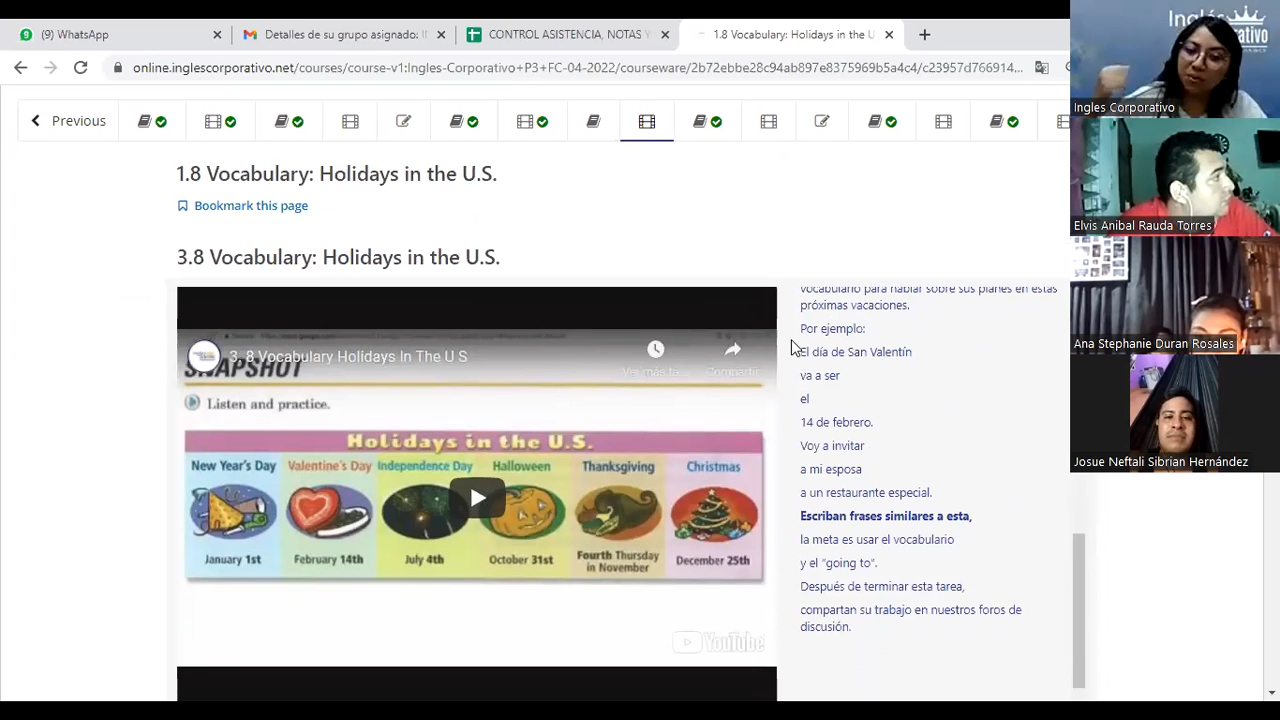 (9) WhatsApp
Detalles de su grupo asignado: I
CONTROL ASISTENCIA, NOTAS Y
1.8 Vocabulary: Holidays in the U
online.inglescorporativo.net/courses/course-v1:Ingles-Corporativo+P3+EC-04-2022/courseware/2b72ebbe28c94ab897e8375969b5a4c4/c23957d766914...
Previous
1.8 Vocabulary: Holidays in the U.S.
Bookmark this page
3.8 Vocabulary: Holidays in the U.S.
3. 8 Vocabulary Holidays In The U S
SNAPSHOT
Ver más ta...
Compartir
Listen and practice.
Holidays in the U.S.
New Year's Day
Valentine's Day
Independence Day
Halloween
Thanksgiving
Christmas
January 1st
February 14th
July 4th
October 31st
Fourth Thursday
in November
December 25th
YouTube
vocabulario para hablar sobre sus planes en estas
próximas vacaciones.
Por ejemplo:
El día de San Valentín
va a ser
el
14 de febrero.
Voy a invitar
a mi esposa
a un restaurante especial.
Escriban frases similares a esta,
la meta es usar el vocabulario
y el "going to".
Después de terminar esta tarea,
compartan su trabajo en nuestros foros de
discusión.
Ingles Corporativo
Elvis Anibal Rauda Torres
Ana Stephanie Duran Rosales
Josue Neftali Sibrian Hernández